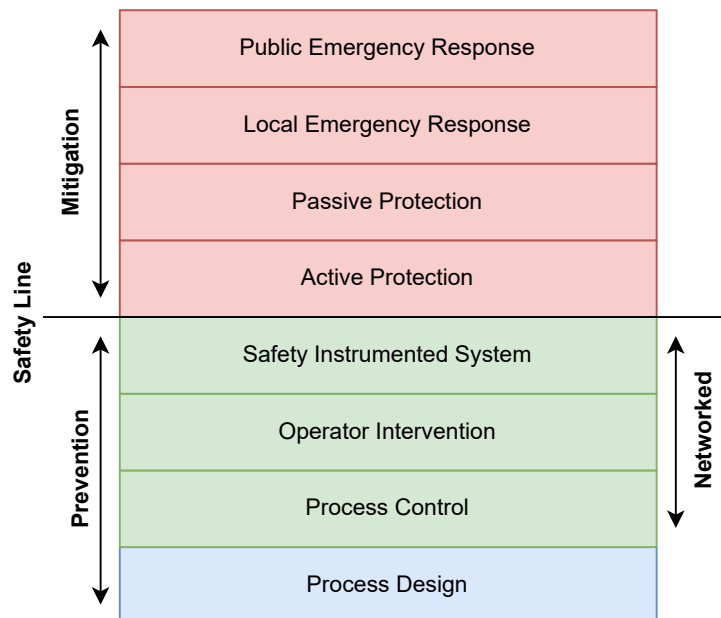 Public Emergency Response
Local Emergency Response
Passive Protection
Active Protection
Safety Instrumented System
Operator Intervention
Process Control
Process Design
Mitigation
Safety Line
Prevention
Networked